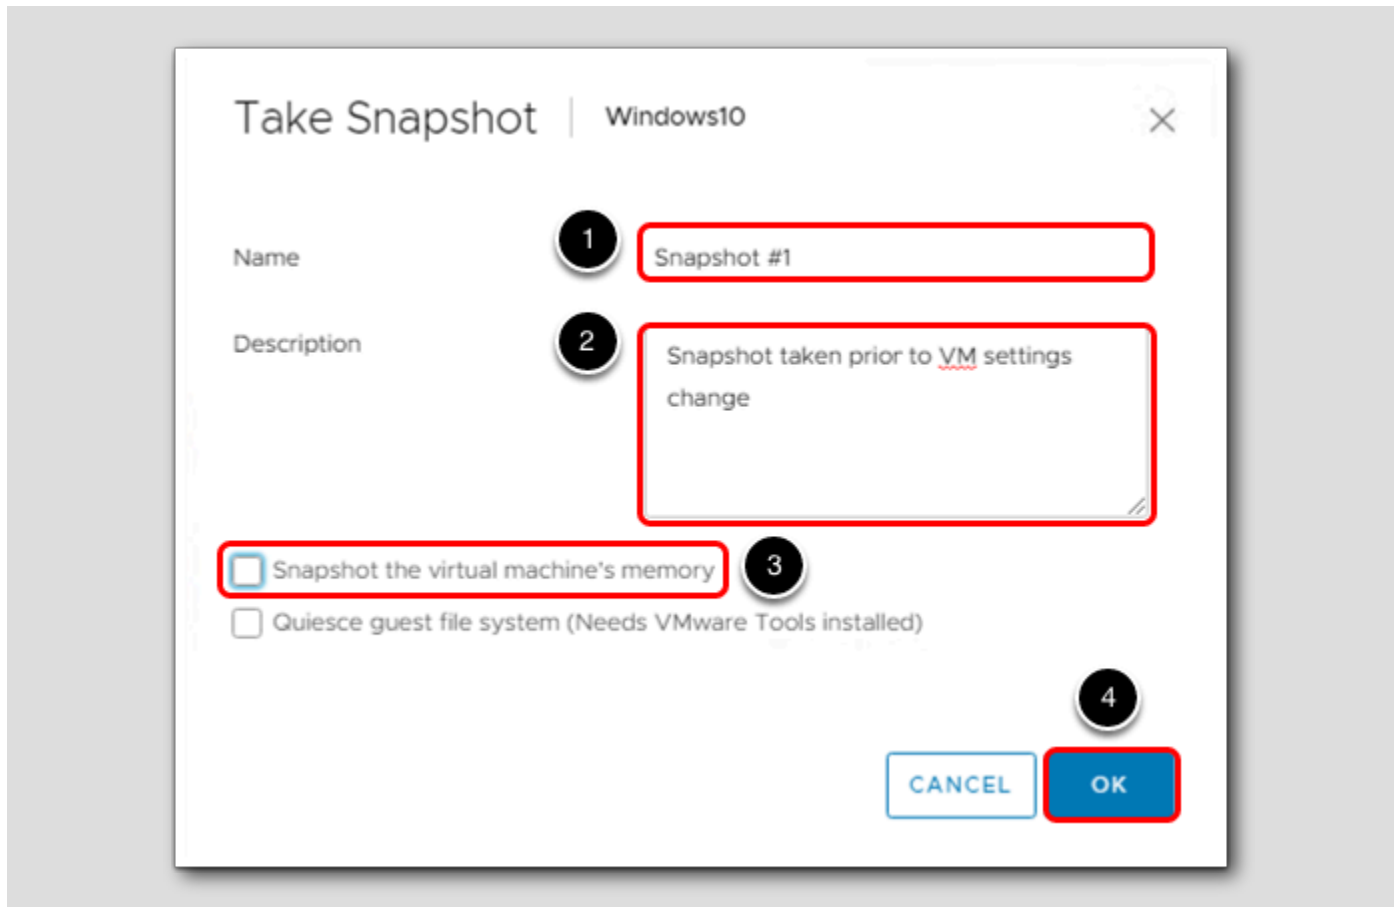 Take Snapshot
Windows10
Name
1
Snapshot #1
Description
2
Snapshot taken prior to VM settings
change
Snapshot the virtual machine's memory
3
Quiesce guest file system (Needs VMware Tools installed)
4
CANCEL
OK